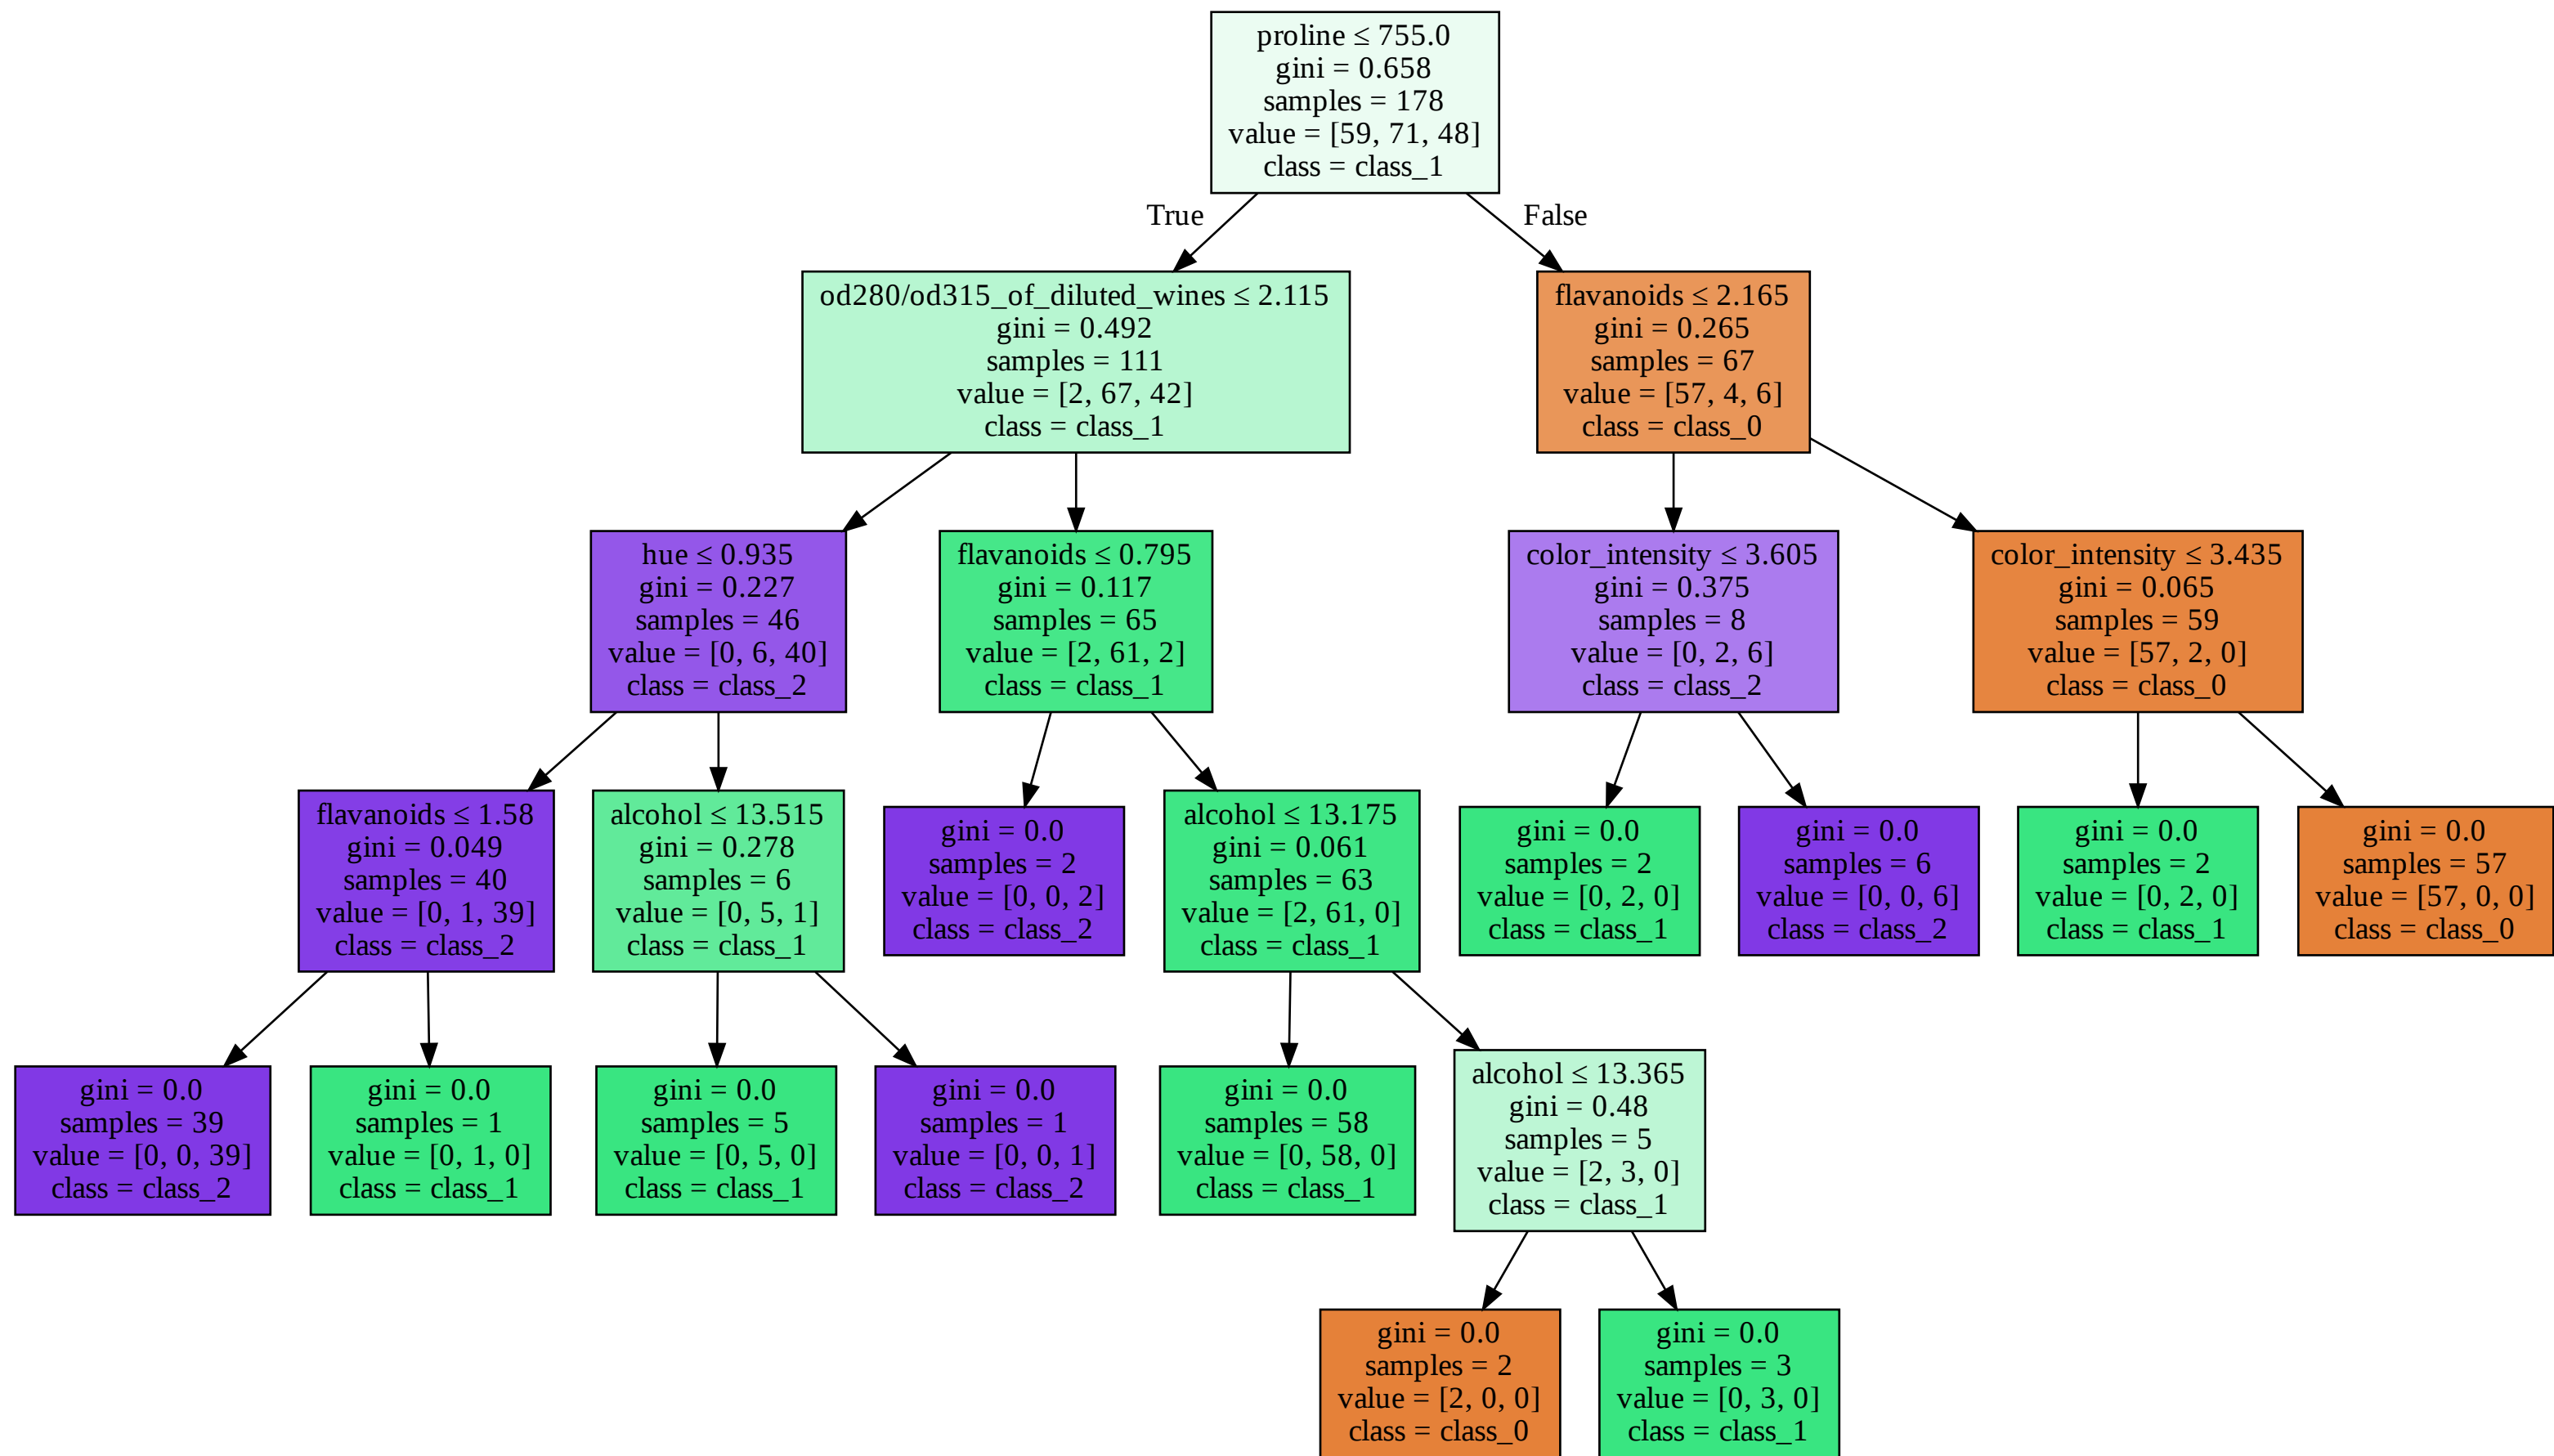 proline ≤ 755.0
gini = 0.658
samples = 178
value = [59, 71, 48]
class = class_1
True
False
od280/od315_of_diluted_wines ≤ 2.115
gini = 0.492
samples = 111
value = [2, 67, 42]
class = class_1
flavanoids ≤ 2.165
gini = 0.265
samples = 67
value = [57, 4, 6]
class = class_0
hue ≤ 0.935
gini = 0.227
samples = 46
value = [0, 6, 40]
class = class_2
flavanoids ≤ 0.795
gini = 0.117
samples = 65
value = [2, 61, 2]
class = class_1
color_intensity ≤ 3.605
gini = 0.375
samples = 8
value = [0, 2, 6]
class = class_2
color_intensity ≤ 3.435
gini = 0.065
samples = 59
value = [57, 2, 0]
class = class_0
flavanoids ≤ 1.58
gini = 0.049
samples = 40
value = [0, 1, 39]
class = class_2
alcohol ≤ 13.515
gini = 0.278
samples = 6
value = [0, 5, 1]
class = class_1
gini = 0.0
samples = 2
value = [0, 0, 2]
class = class_2
alcohol ≤ 13.175
gini = 0.061
samples = 63
value = [2, 61, 0]
class = class_1
gini = 0.0
samples = 2
value = [0, 2, 0]
class = class_1
gini = 0.0
samples = 6
value = [0, 0, 6]
class = class_2
gini = 0.0
samples = 2
value = [0, 2, 0]
class = class_1
gini = 0.0
samples = 57
value = [57, 0, 0]
class = class_0
gini = 0.0
samples = 39
value = [0, 0, 39]
class = class_2
gini = 0.0
samples = 1
value = [0, 1, 0]
class = class_1
gini = 0.0
samples = 5
value = [0, 5, 0]
class = class_1
gini = 0.0
samples = 1
value = [0, 0, 1]
class = class_2
gini = 0.0
samples = 58
value = [0, 58, 0]
class = class_1
alcohol ≤ 13.365
gini = 0.48
samples = 5
value = [2, 3, 0]
class = class_1
gini = 0.0
samples = 2
value = [2, 0, 0]
class = class_0
gini = 0.0
samples = 3
value = [0, 3, 0]
class = class_1